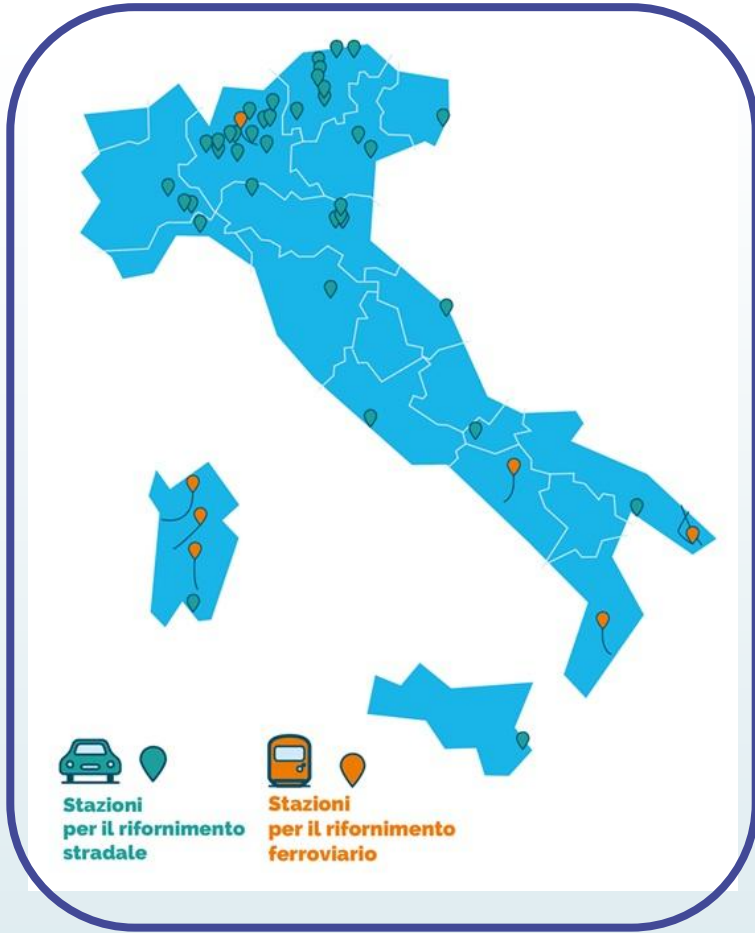 Stazioni
per il rifornimento
stradale
Stazioni
per il rifornimento
ferroviario